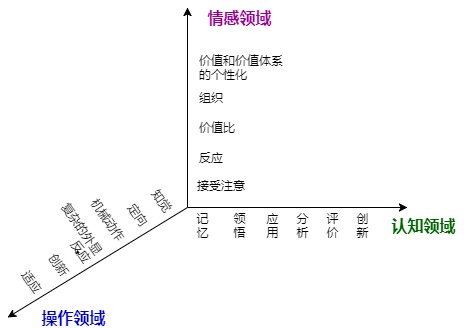 情感领域
价值和价值体系
的个性化
组织
价值比
反应
接受注意
知觉
定向
机械动作
复杂的外显
反应
创新
适应
操作领域
记忆
领悟
应用
分析
评价
创新
认知领域